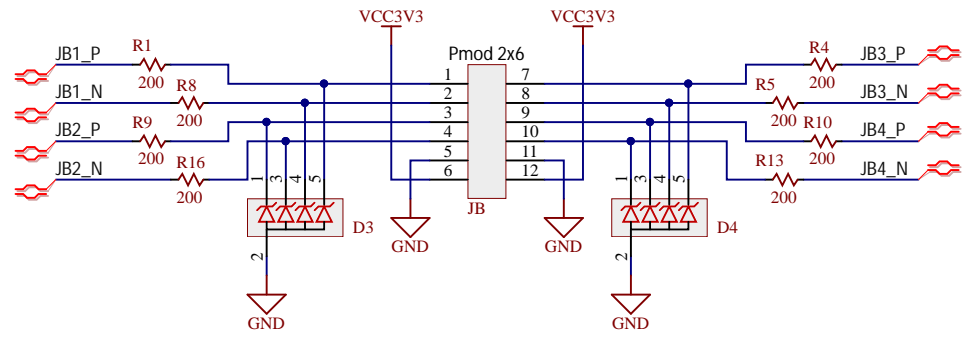 VCC3V3
VCC3V3
JB1_P
R1
200
Pmod 2x6
R4
200
JB3_P
JB1_N
R8
200
1
7
R5
200
JB3_N
2
8
JB2_P
R9
200
3
9
R10
200
JB4_P
4
10
JB2_N
R16
200
5
11
R13
200
JB4_N
6
12
1
3
4
5
JB
1
3
4
5
D3
D4
GND
GND
2
2
GND
GND